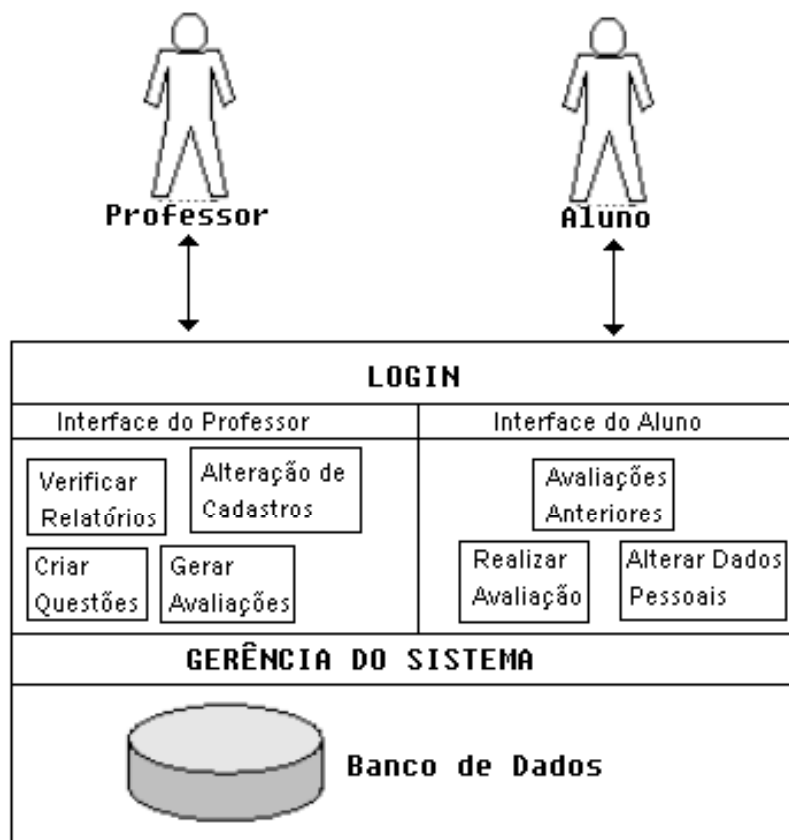 Professor
Aluno
LOGIN
Interface do Professor
Interface do Aluno
Verificar
Relatórios
Alteração de
Cadastros
Criar
Questões
Gerar
Avaliações
Avaliações
Anteriores
Realizar
Avaliação
Alterar Dados
Pessoais
GERÊNCIA DO SISTEMA
Banco de Dados